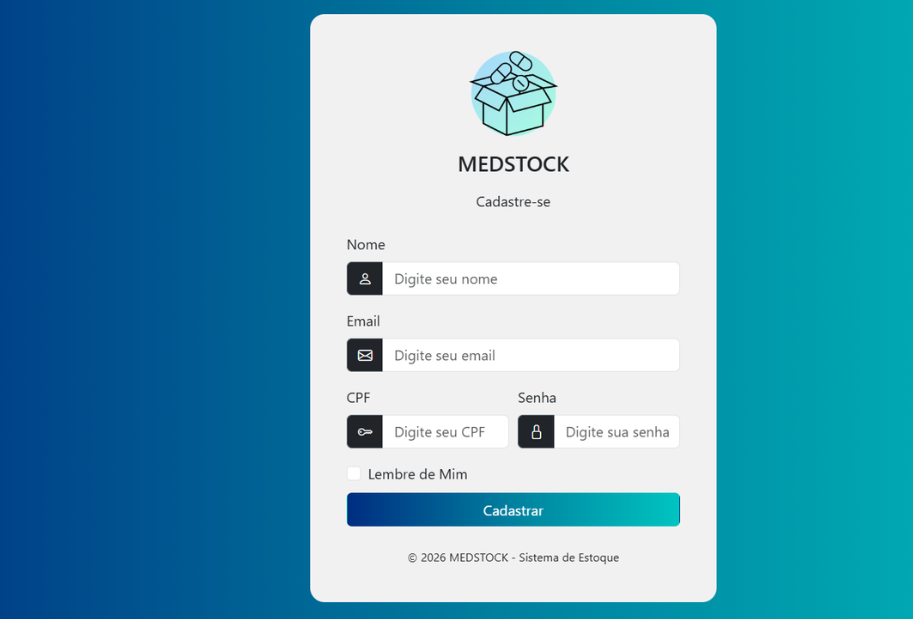 MEDSTOCK
Cadastre-se
Nome
Digite seu nome
Email
Digite seu email
CPF Senha
Digite seu CPF Digite sua senha
Lembre de Mim
Cadastrar
© 2026 MEDSTOCK - Sistema de Estoque